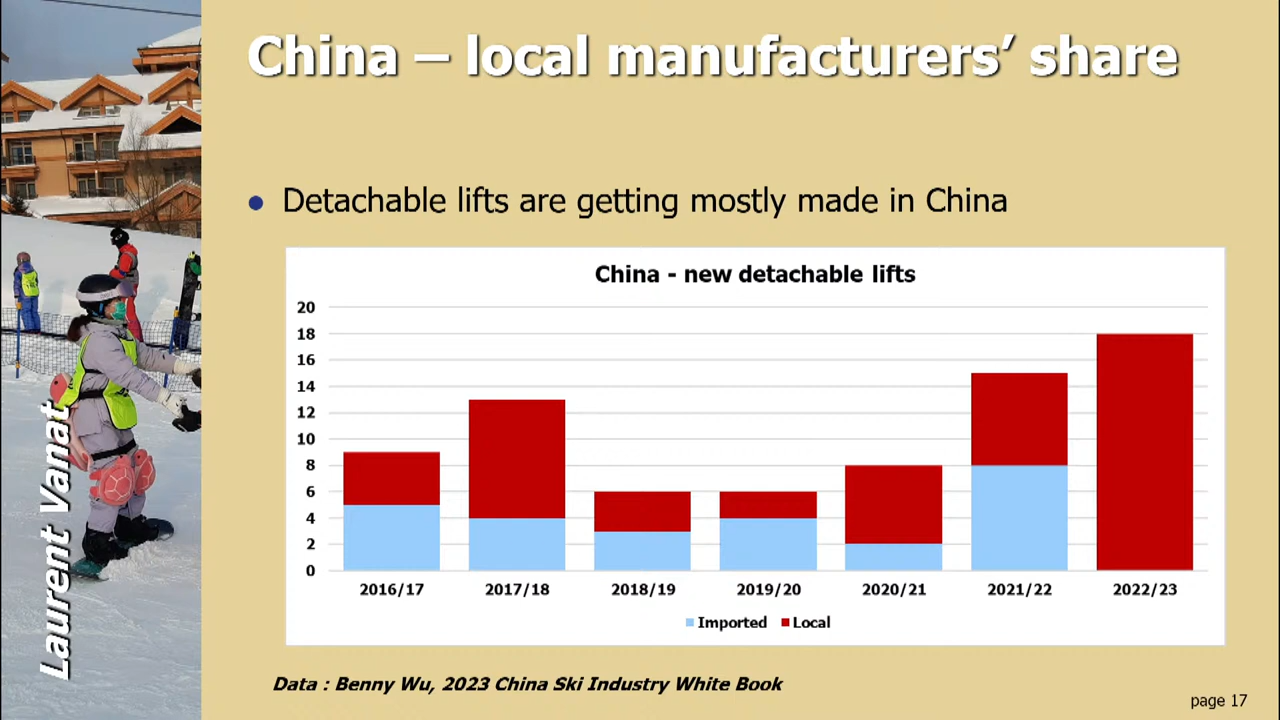 China – local manufacturers’ share
Detachable lifts are getting mostly made in China
China - new detachable lifts
20
18
16
14
12
10
8
6
4
2
0
2016/17 2017/18 2018/19 2019/20 2020/21 2021/22 2022/23
Imported Local
Laurent Vanat
Data : Benny Wu, 2023 China Ski Industry White Book
page 17